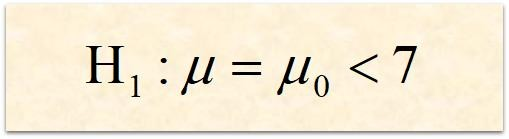 H₁ : μ = μ₀ < 7